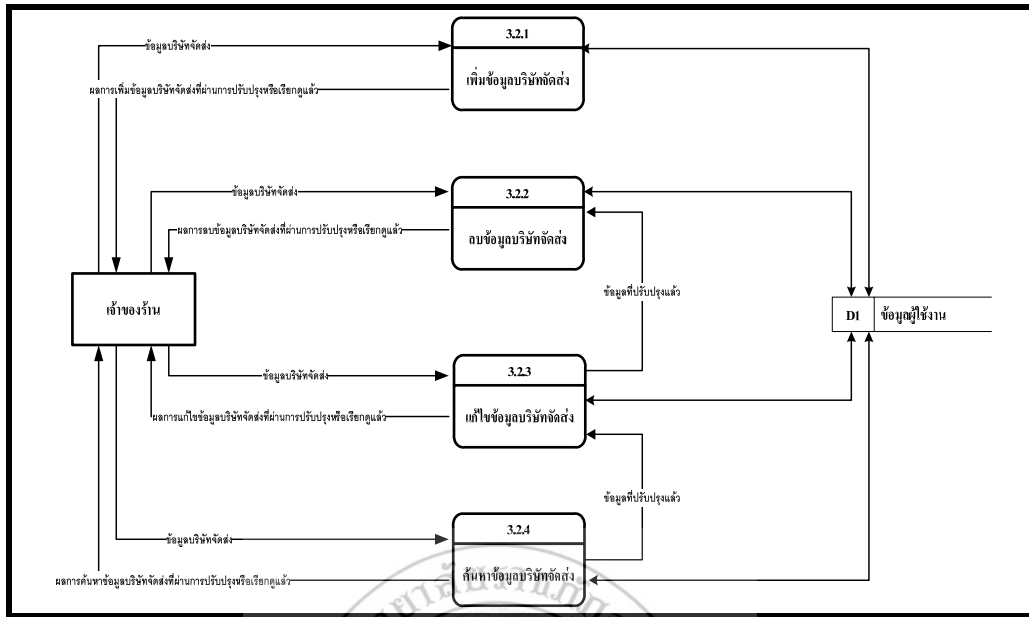 3.2.1
ข้อมูลบริษัทจัดส่ง
เพิ่มข้อมูลบริษัทจัดส่ง
ผลการเพิ่มข้อมูลบริษัทจัดส่งที่ผ่านการปรับปรุงหรือเรียกดูแล้ว
3.2.2
ข้อมูลบริษัทจัดส่ง
ผลการลบข้อมูลบริษัทจัดส่งที่ผ่านการปรับปรุงหรือเรียกดูแล้ว
ลบข้อมูลบริษัทจัดส่ง
ข้อมูลที่ปรับปรุงแล้ว
เจ้าของร้าน
D1 ข้อมูลผู้ใช้งาน
3.2.3
ข้อมูลบริษัทจัดส่ง
ผลการแก้ไขข้อมูลบริษัทจัดส่งที่ผ่านการปรับปรุงหรือเรียกดูแล้ว
แก้ไขข้อมูลบริษัทจัดส่ง
ข้อมูลที่ปรับปรุงแล้ว
3.2.4
ข้อมูลบริษัทจัดส่ง
ผลการค้นหาข้อมูลบริษัทจัดส่งที่ผ่านการปรับปรุงหรือเรียกดูแล้ว
ค้นหาข้อมูลบริษัทจัดส่ง